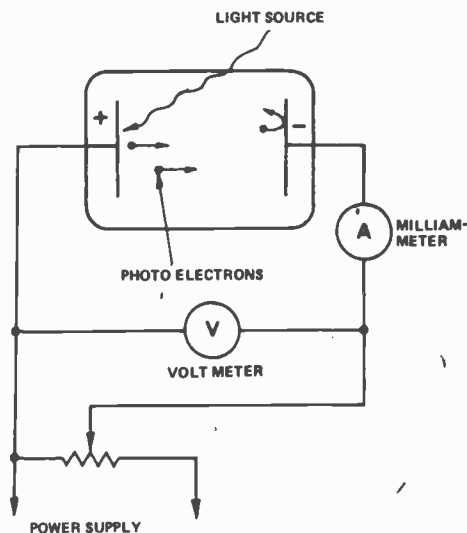 LIGHT SOURCE
+
-
A
MILLIAM-
METER
PHOTO ELECTRONS
V
VOLT METER
POWER SUPPLY